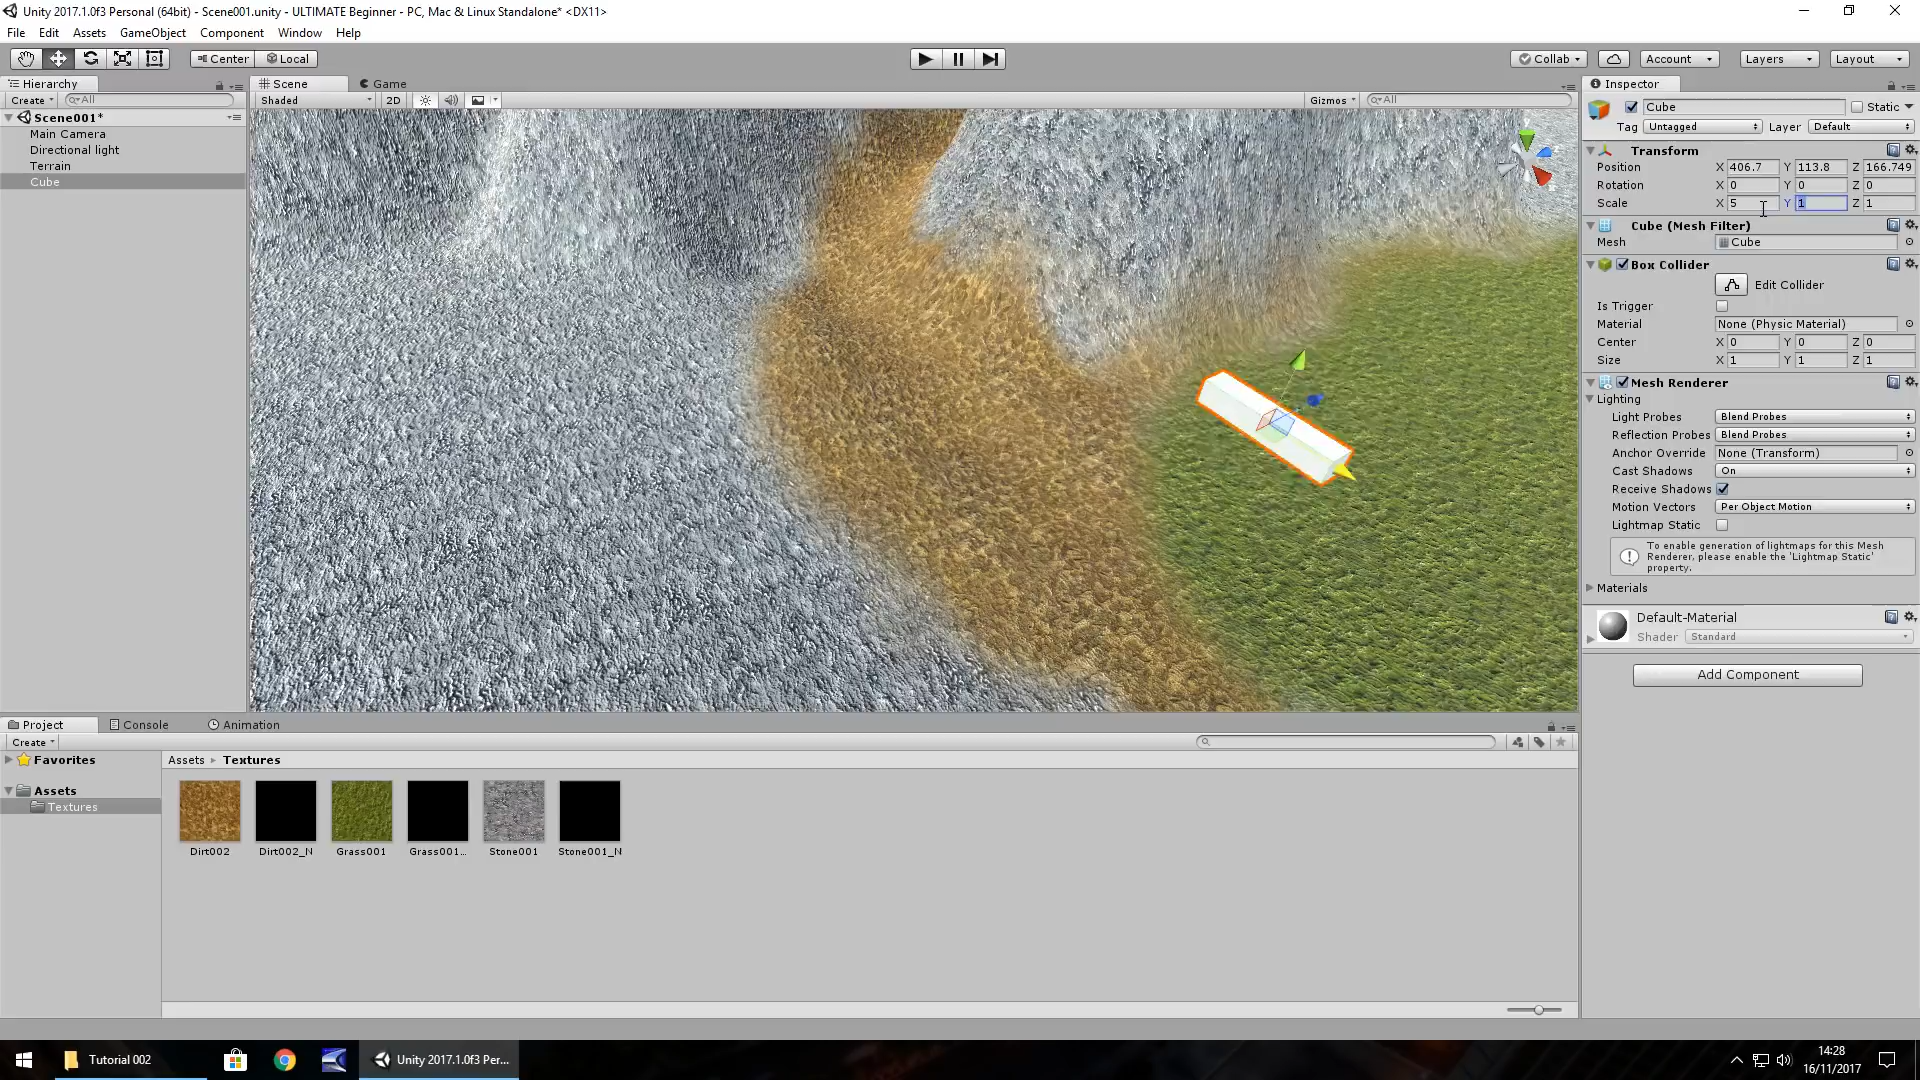 Unity 2017.1.0f3 Personal (64bit) - Scene001.unity - ULTIMATE Beginner - PC, Mac & Linux Standalone* <DX11>
File Edit Assets GameObject Component Window Help
Center Local Collab Account Layers Layout
Hierarchy Scene Game Inspector
Create All Shaded 2D Gizmos All
Cube Static
Scene001*
Tag Untagged Layer Default
Main Camera
Directional light
Terrain
Cube
Transform
Position X 406.7 Y 113.8 Z 166.749
Rotation X 0 Y 0 Z 0
Scale X 5 Y 1 Z 1
Cube (Mesh Filter)
Mesh Cube
Box Collider
Edit Collider
Is Trigger
Material None (Physic Material)
Center X 0 Y 0 Z 0
Size X 1 Y 1 Z 1
Mesh Renderer
Lighting
Light Probes Blend Probes
Reflection Probes Blend Probes
Anchor Override None (Transform)
Cast Shadows On
Receive Shadows
Motion Vectors Per Object Motion
Lightmap Static
To enable generation of lightmaps for this Mesh
Renderer, please enable the 'Lightmap Static'
property.
Materials
Default-Material
Shader Standard
Add Component
Project Console Animation
Create
Favorites
Assets
Textures
Assets Textures
Dirt002 Dirt002_N Grass001 Grass001... Stone001 Stone001_N
Tutorial 002 Unity 2017.1.0f3 Per...
14:28
16/11/2017